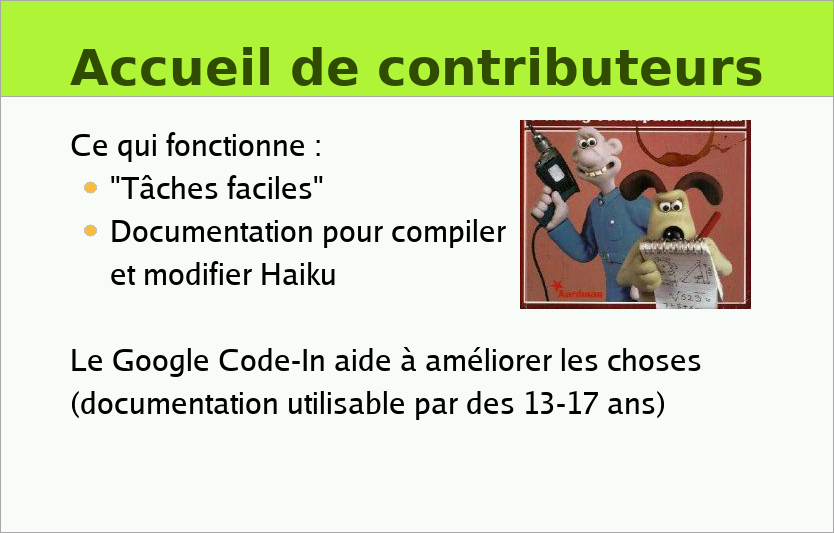 Accueil de contributeurs
Ce qui fonctionne :
"Tâches faciles"
Documentation pour compiler
et modifier Haiku
Aardman
Le Google Code-In aide à améliorer les choses
(documentation utilisable par des 13-17 ans)